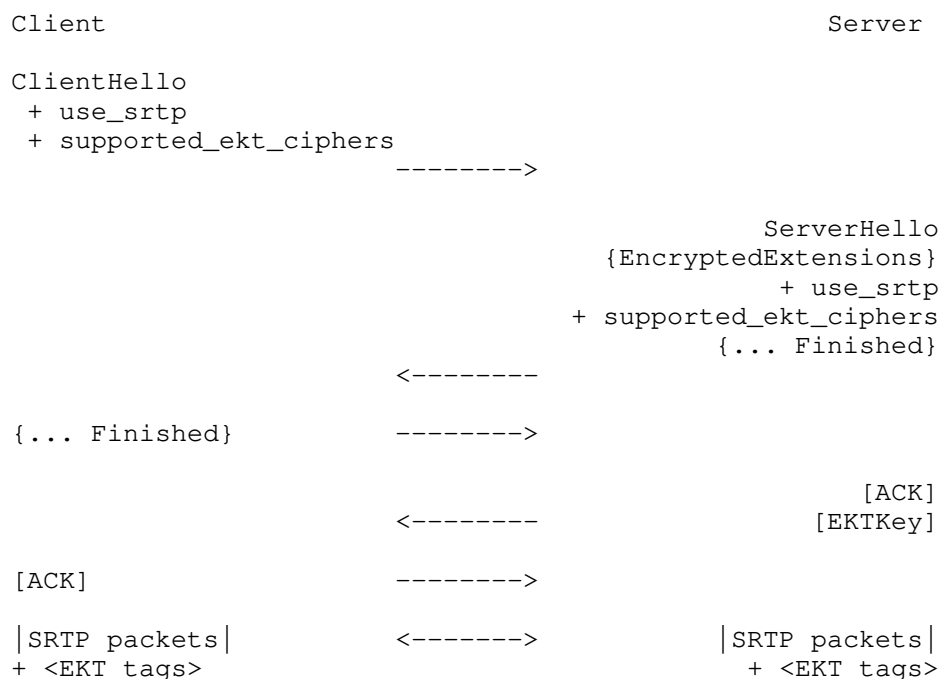 Client                                             Server

ClientHello
 + use_srtp
 + supported_ekt_ciphers
                        -------->

                                               ServerHello
                                     {EncryptedExtensions}
                                                + use_srtp
                                   + supported_ekt_ciphers
                                            {... Finished}
                        <--------

{... Finished}          -------->

                                                     [ACK]
                        <--------                 [EKTKey]

[ACK]                   -------->

|SRTP packets|          <------->           |SRTP packets|
+ <EKT tags>                                  + <EKT tags>